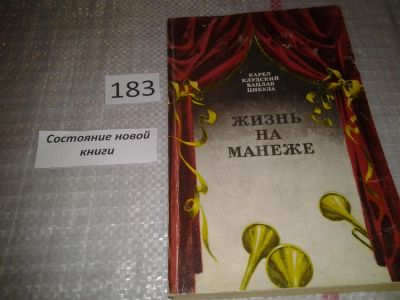 183
Состояние новой
книги
КАРЕЛ
КЛУДСКИЙ
ВАЦЛАВ
ЦИБУЛА
ЖИЗНЬ
НА
МАНЕЖЕ